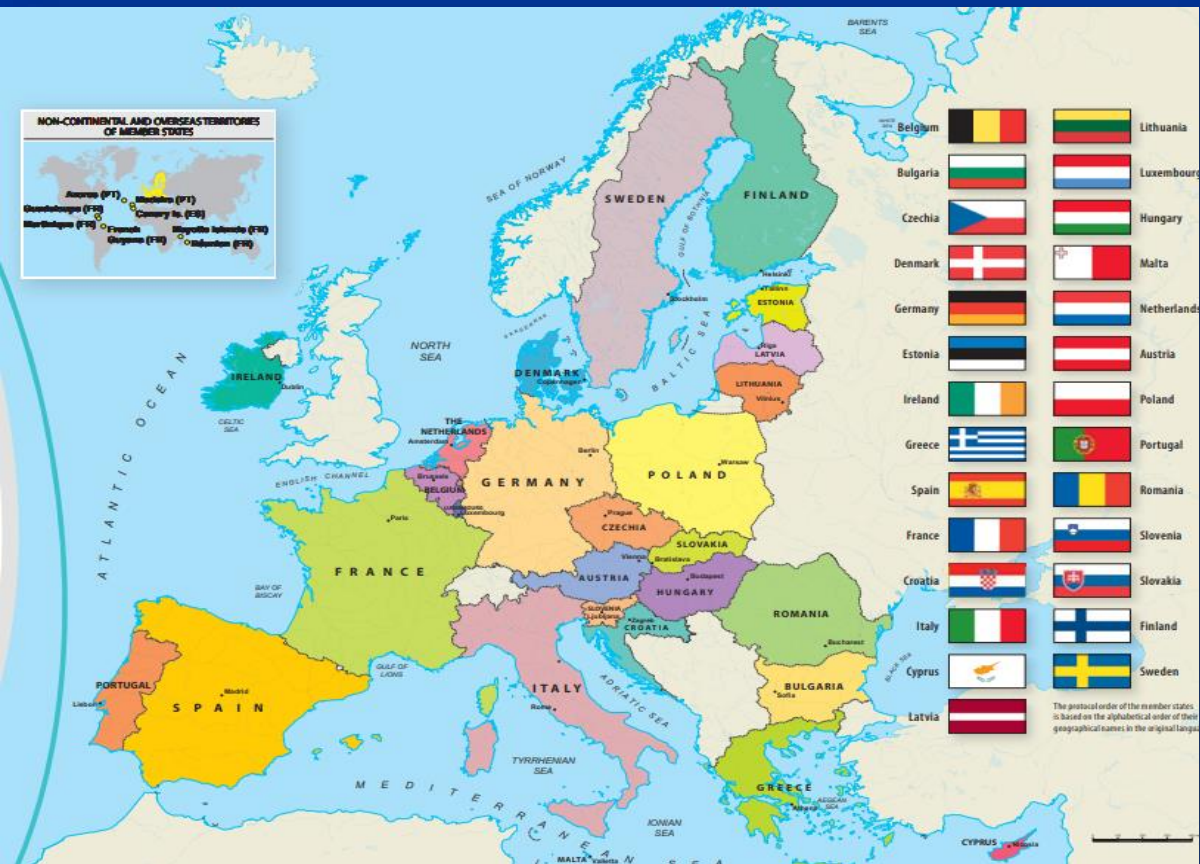 BARENTS
SEA
NON-CONTINENTAL AND OVERSEAS TERRITORIES
OF MEMBER STATES
Azores (PT)
Madeira (PT)
Guadeloupe (FR)
Canary Is. (ES)
Martinique (FR)
French
Guyana (FR)
Mayotte Islands (FR)
Réunion (FR)
SEA OF NORWAY
SWEDEN
FINLAND
GULF OF BOTHNIA
Helsinki
Tallinn
Stockholm
ESTONIA
BALTIC SEA
Riga
LATVIA
LITHUANIA
Vilnius
NORTH
SEA
DENMARK
Copenhagen
IRELAND
Dublin
CELTIC
SEA
ATLANTIC OCEAN
ENGLISH CHANNEL
THE
NETHERLANDS
Amsterdam
Brussels
BELGIUM
Luxembourg
Berlin
GERMANY
POLAND
Warsaw
Prague
CZECHIA
SLOVAKIA
Vienna
Bratislava
AUSTRIA
Budapest
HUNGARY
Paris
FRANCE
BAY OF
BISCAY
SLOVENIA
Ljubljana
Zagreb
CROATIA
ROMANIA
Bucharest
BLACK SEA
BULGARIA
Sofia
GULF OF
LIONS
PORTUGAL
Lisbon
Madrid
SPAIN
ITALY
Rome
ADRIATIC SEA
TYRRHENIAN
SEA
MEDITERRANEAN SEA
IONIAN
SEA
GREECE
Athens
AEGEAN
SEA
MALTA Valletta
CYPRUS
Nicosia
Belgium
Bulgaria
Czechia
Denmark
Germany
Estonia
Ireland
Greece
Spain
France
Croatia
Italy
Cyprus
Latvia
Lithuania
Luxembourg
Hungary
Malta
Netherlands
Austria
Poland
Portugal
Romania
Slovenia
Slovakia
Finland
Sweden
The protocol order of the member states
is based on the alphabetical order of their
geographical names in the original langua